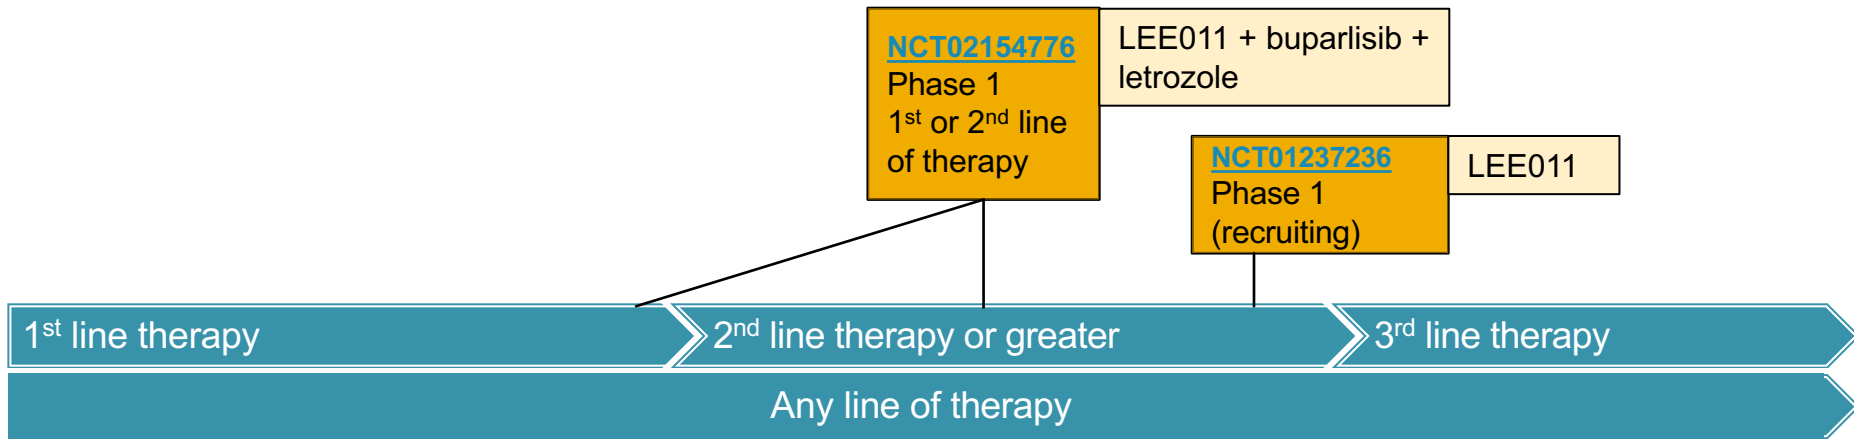 NCT02154776
Phase 1
1st or 2nd line
of therapy
LEE011 + buparlisib +
letrozole
NCT01237236
Phase 1
(recruiting)
LEE011
1st line therapy
2nd line therapy or greater
3rd line therapy
Any line of therapy